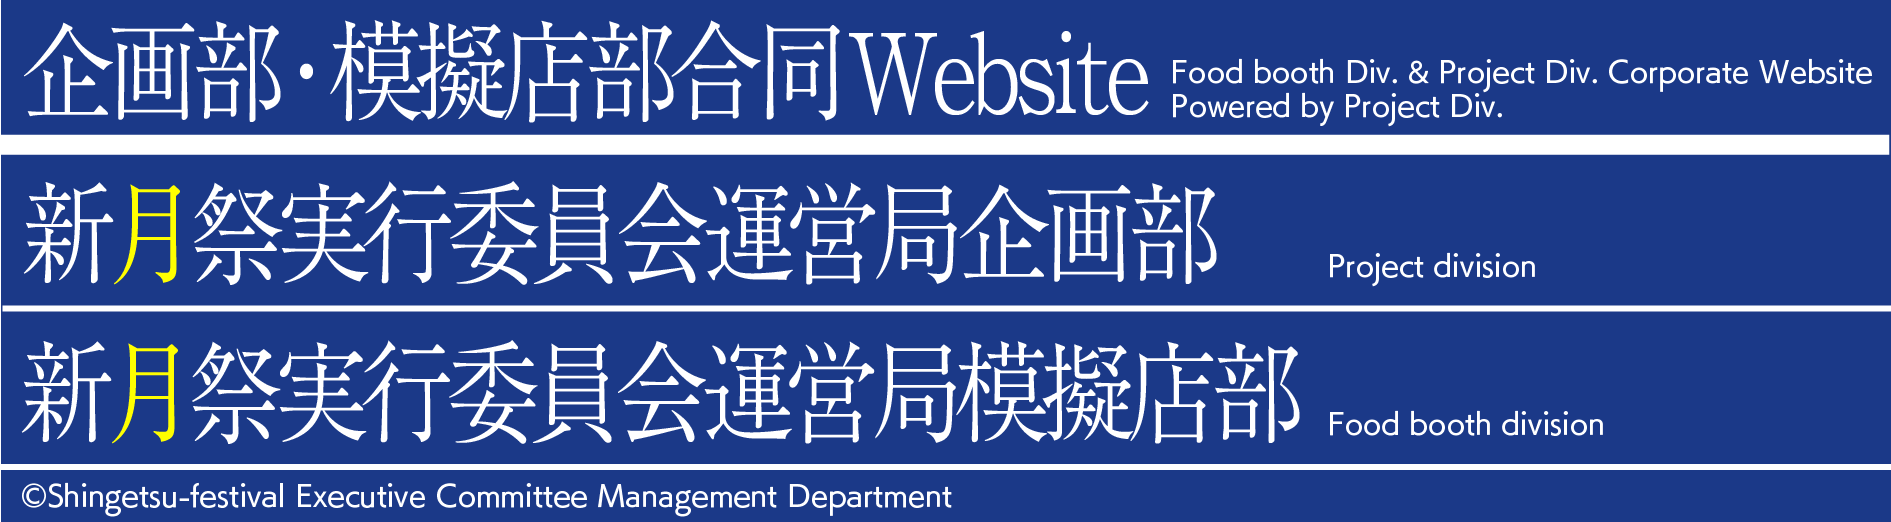 企画部・模擬店部合同Website
Food booth Div. & Project Div. Corporate Website
Powered by Project Div.
新月祭実行委員会運営局企画部
Project division
新月祭実行委員会運営局模擬店部
Food booth division
©Shingetsu-festival Executive Committee Management Department